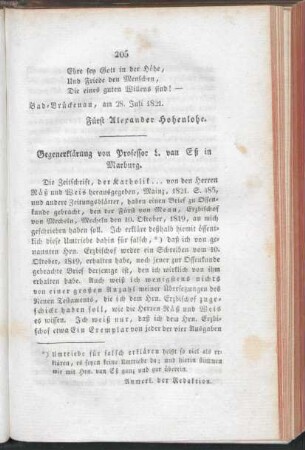 205
Ehre sey Gott in der Höhe,
Und Friede den Menschen,
Die eines guten Willens sind! —
Bad-Brückenau, am 28. Juli 1821.
Fürst Alexander Hohenlohe.
Gegenerklärung von Professor L. van Eß in
Marburg.
Die Zeitschrift, der Katholik... von den Herren
Räß und Weis herausgegeben, Mainz, 1821. S. 485,
und andere Zeitungsblätter, haben einen Brief zu Offen-
kunde gebracht, den der Fürst von Mean, Erzbischof
von Mecheln, Mecheln den 10. Oktober, 1819, an mich
geschrieben haben soll. Ich erkläre deßhalb hiemit öffentlich
diese Umtriebe dahin für falsch, *) daß ich von genann-
tem Hrn. Erzbischof weder ein Schreiben vom 10.
Oktober, 1819, erhalten habe, noch jener zur Offenkunde
gebrachte Brief derjenige ist, den ich wirklich von dem
Hrn. Erzbischofe erhalten habe. Auch weiß ich nichts
von einer großen Anzahl meiner Übersetzungen des
Neuen Testaments, die ich dem Hrn. Erzbischof zuge-
schickt haben soll, wie die Herren Räß und Weis
es wissen. Ich weiß nur, daß ich dem Hrn. Erzbi-
schof etwa Ein Exemplar von jeder der vier Ausgaben
*) Umtriebe für falsch erklären heißt so viel als er-
klären, es seyen keine Umtriebe da; und hierin stimmen
wir mit Hrn. van Eß ganz und gar überein.
Anmerk. der Redaktion.